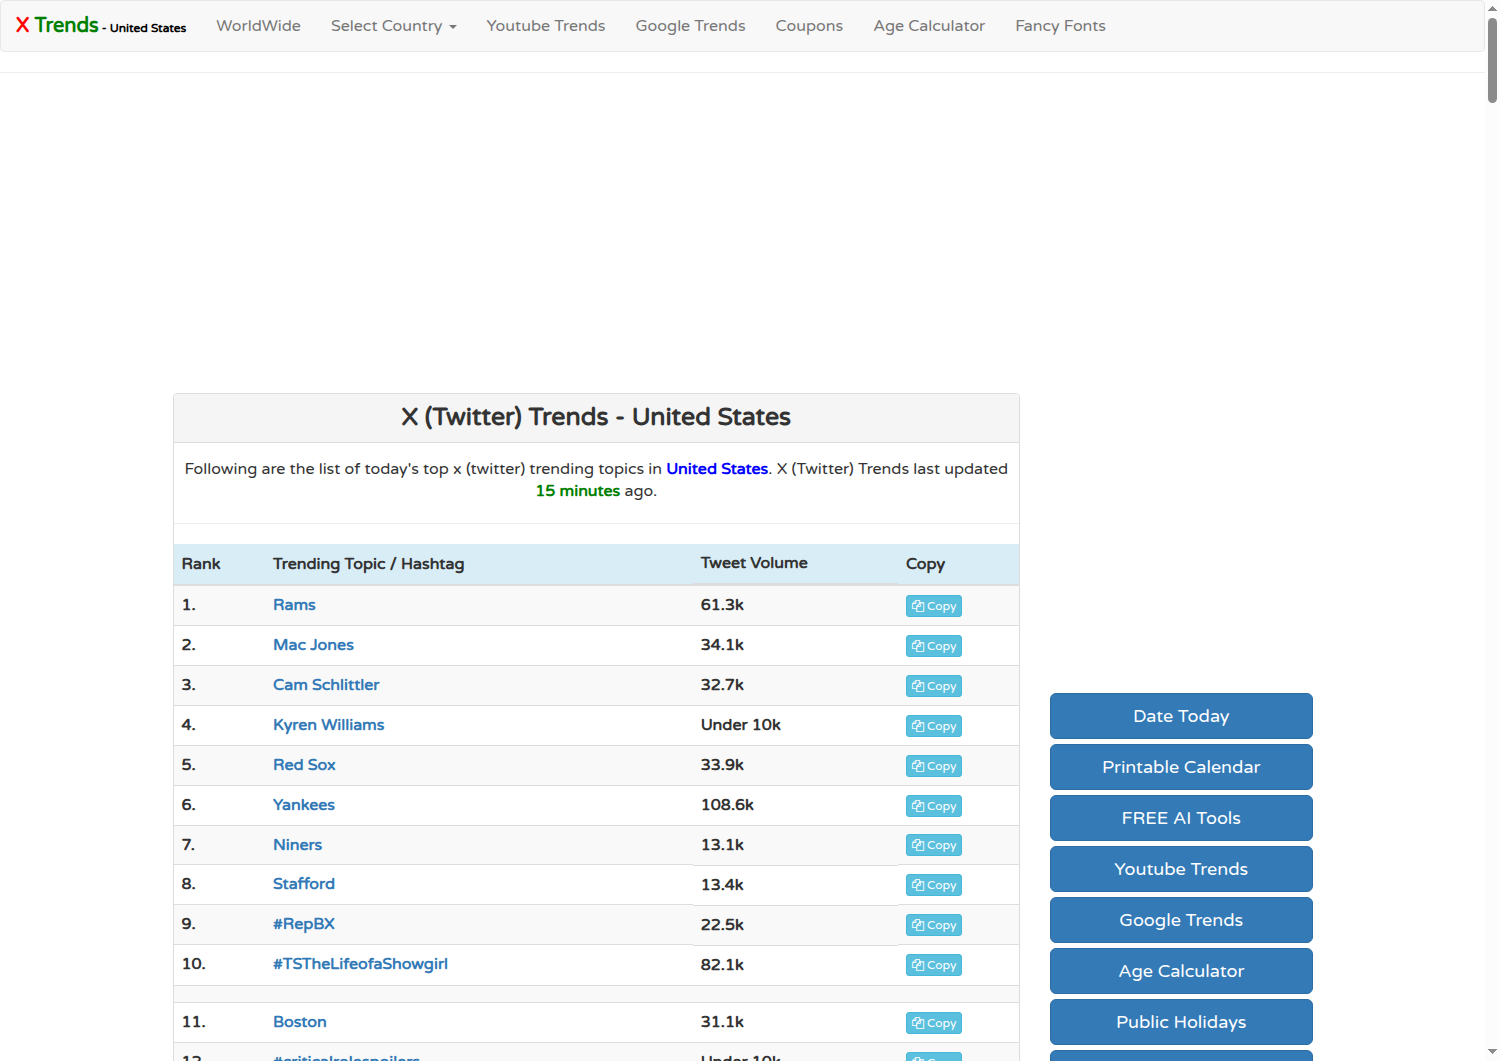 X Trends - United States WorldWide Select Country Youtube Trends Google Trends Coupons Age Calculator Fancy Fonts
X (Twitter) Trends - United States
Following are the list of today's top x (twitter) trending topics in United States. X (Twitter) Trends last updated
15 minutes ago.
Rank Trending Topic / Hashtag Tweet Volume Copy
1. Rams 61.3k Copy
2. Mac Jones 34.1k Copy
3. Cam Schlittler 32.7k Copy
4. Kyren Williams Under 10k Copy
5. Red Sox 33.9k Copy
6. Yankees 108.6k Copy
7. Niners 13.1k Copy
8. Stafford 13.4k Copy
9. #RepBX 22.5k Copy
10. #TSTheLifeofaShowgirl 82.1k Copy
11. Boston 31.1k Copy
12. #criticalrolespoilers Under 10k Copy
Date Today
Printable Calendar
FREE AI Tools
Youtube Trends
Google Trends
Age Calculator
Public Holidays